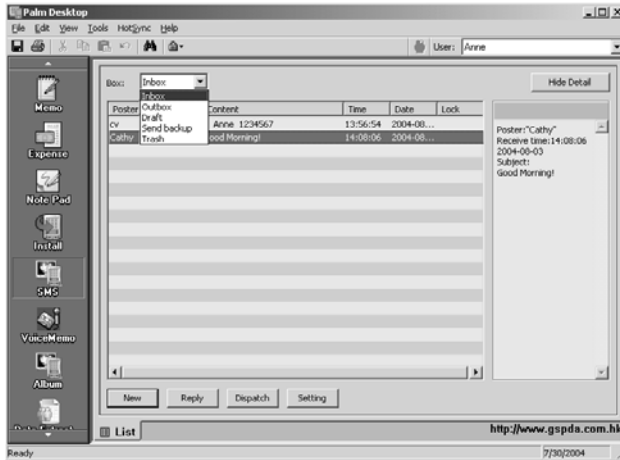 Palm Desktop
File Edit View Tools HotSync Help
User: Anne
Memo
Expense
Note Pad
Install
SMS
VoiceMemo
Album
Box: Inbox
Inbox
Outbox
Draft
Send backup
Trash
Hide Detail
Poster Content Time Date Lock
cv Anne 1234567 13:56:54 2004-08...
Cathy ood Morning! 14:08:06 2004-08...
Poster:"Cathy"
Receive time:14:08:06
2004-08-03
Subject:
Good Morning!
New Reply Dispatch Setting
List
http://www.gspda.com.hk
Ready 7/30/2004